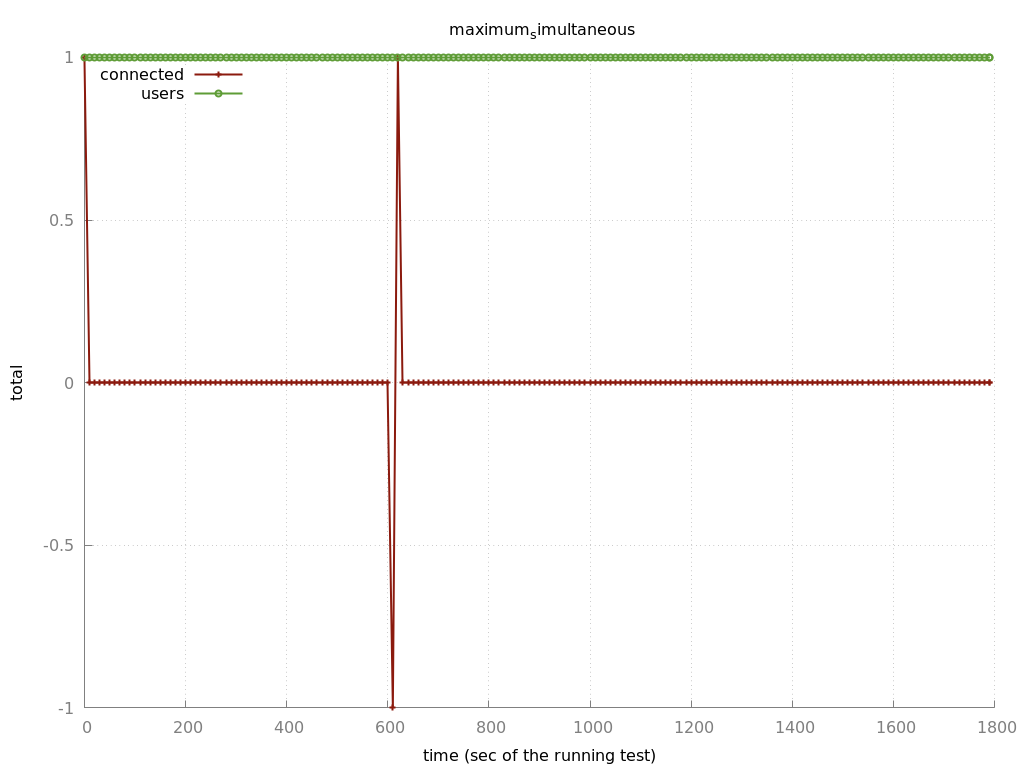 maximumsimultaneous
connected
users
1
0.5
0
-0.5
-1
total
0 200 400 600 800 1000 1200 1400 1600 1800
time (sec of the running test)